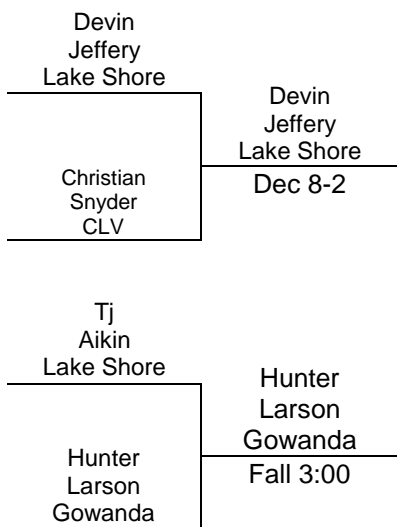 Devin
Jeffery
Lake Shore
Christian
Snyder
CLV
Devin
Jeffery
Lake Shore
Dec 8-2
Tj
Aikin
Lake Shore
Hunter
Larson
Gowanda
Hunter
Larson
Gowanda
Fall 3:00